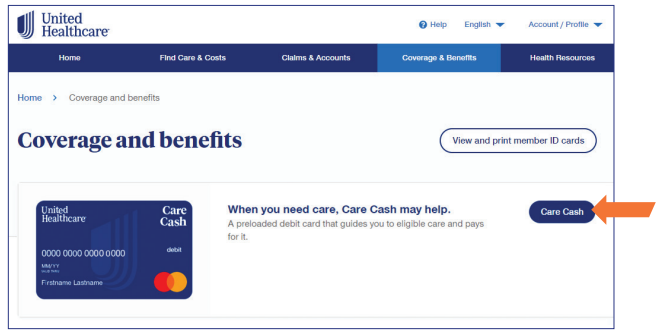 United
Healthcare
Help English Account / Profile
Home Find Care & Costs Claims & Accounts Coverage & Benefits Health Resources
Home > Coverage and benefits
Coverage and benefits
View and print member ID cards
United
Healthcare
Care
Cash
When you need care, Care Cash may help.
A preloaded debit card that guides you to eligible care and pays
for it.
Care Cash
0000 0000 0000 0000 debit
MM/YY
Firstname Lastname